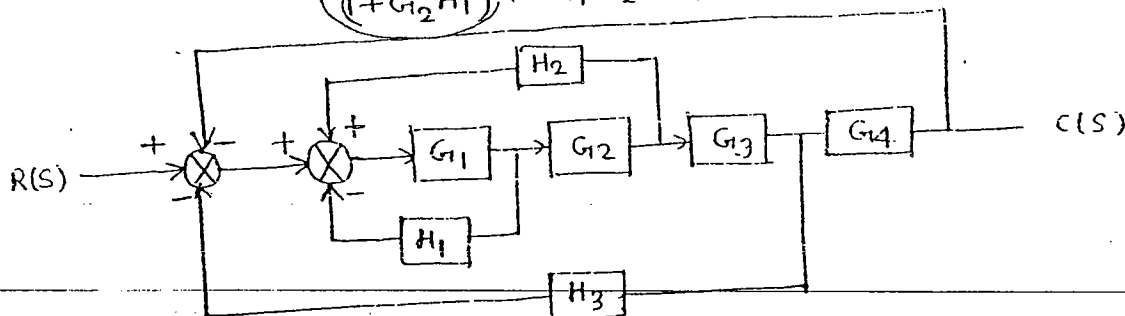 (1+G2H1)
H2
+ - + + G1 G2 G3 G4 C(S)
R(S) - -
H1
H3